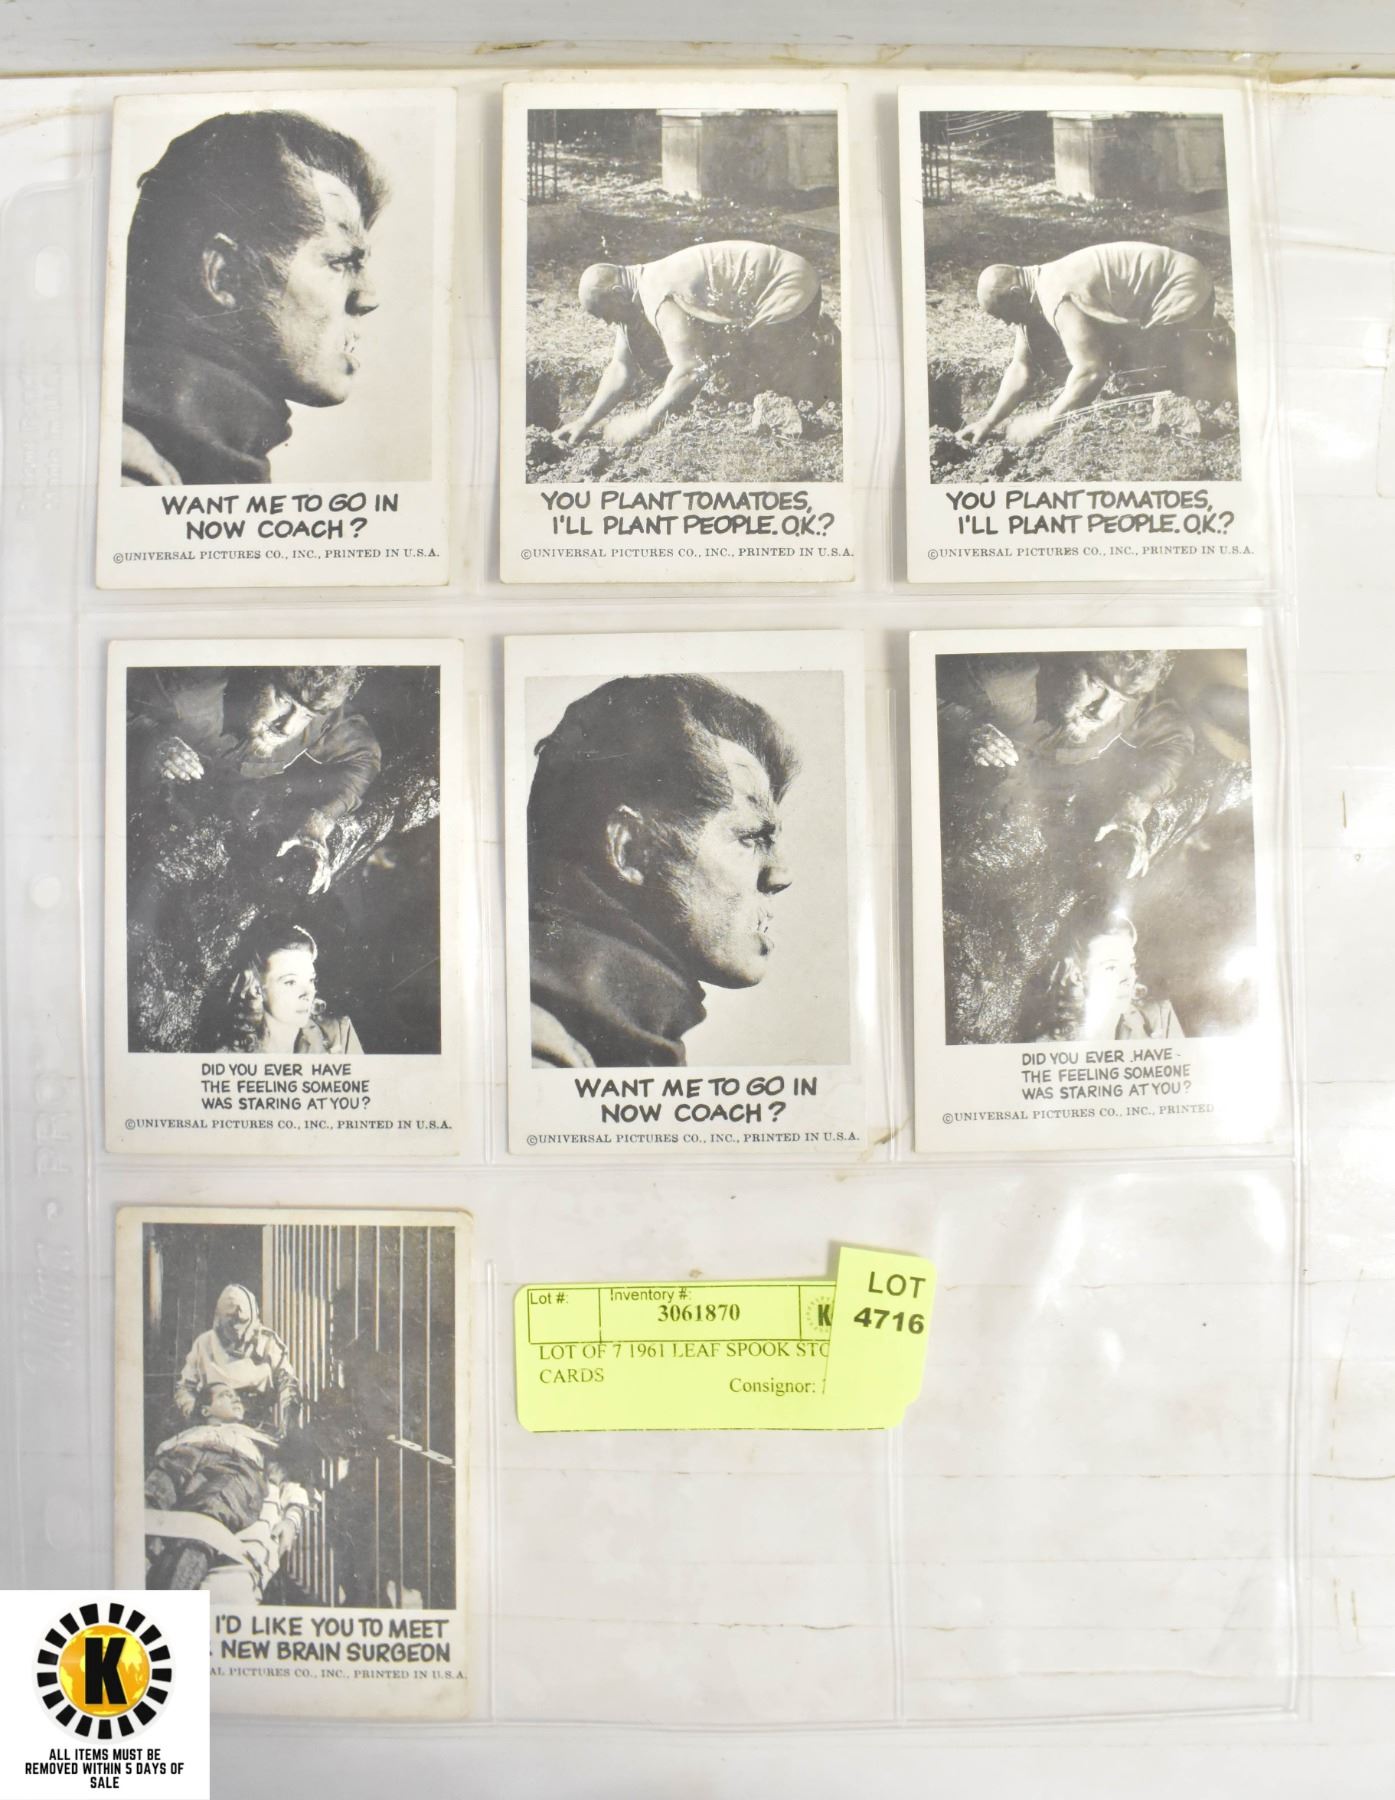 WANT ME TO GO IN
NOW COACH?
©UNIVERSAL PICTURES CO., INC., PRINTED IN U.S.A.
YOU PLANT TOMATOES,
I'LL PLANT PEOPLE. O.K.?
©UNIVERSAL PICTURES CO., INC., PRINTED IN U.S.A.
YOU PLANT TOMATOES,
I'LL PLANT PEOPLE. O.K.?
©UNIVERSAL PICTURES CO., INC., PRINTED IN U.S.A.
DID YOU EVER HAVE
THE FEELING SOMEONE
WAS STARING AT YOU?
©UNIVERSAL PICTURES CO., INC., PRINTED IN U.S.A.
WANT ME TO GO IN
NOW COACH?
©UNIVERSAL PICTURES CO., INC., PRINTED IN U.S.A.
DID YOU EVER HAVE
THE FEELING SOMEONE
WAS STARING AT YOU?
©UNIVERSAL PICTURES CO., INC., PRINTED
I'D LIKE YOU TO MEET
NEW BRAIN SURGEON
AL PICTURES CO., INC., PRINTED IN U.S.A.
Lot #: Inventory #:
3061870 K
LOT OF 7 1961 LEAF SPOOK STO
CARDS
Consignor:
LOT
4716
K
ALL ITEMS MUST BE
REMOVED WITHIN 5 DAYS OF
SALE